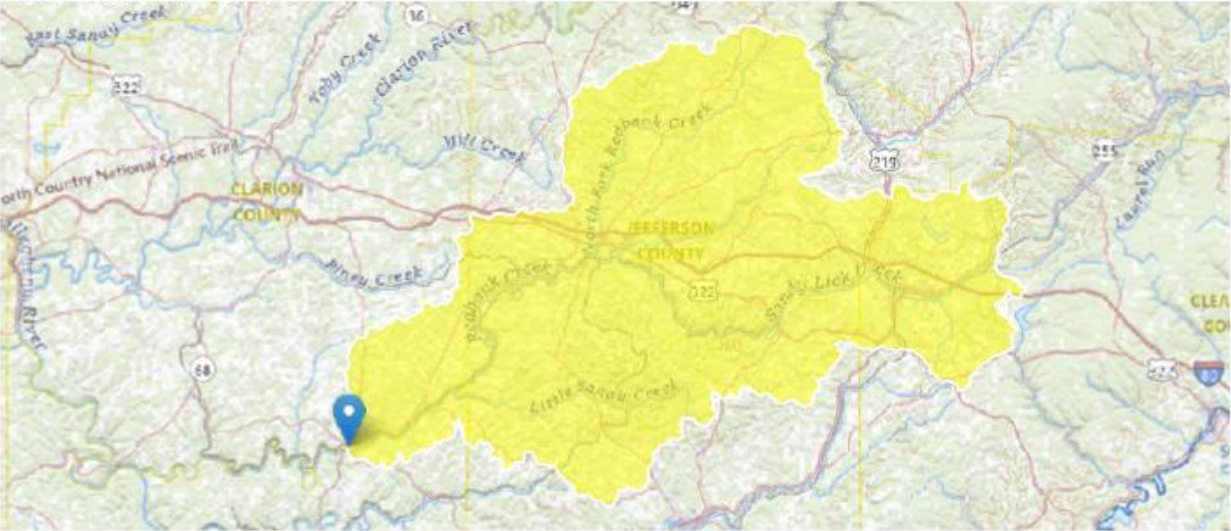 East Sandy Creek
36
322
Toby Creek
Clarion River
Mill Creek
North Fork Redbank Creek
219
255
Laurel Run
North Country National Scenic Trail
CLARION
COUNTY
JEFFERSON
COUNTY
Allegheny River
Piney Creek
Redbank Creek
322
Sandy Lick Creek
68
Little Sandy Creek
322